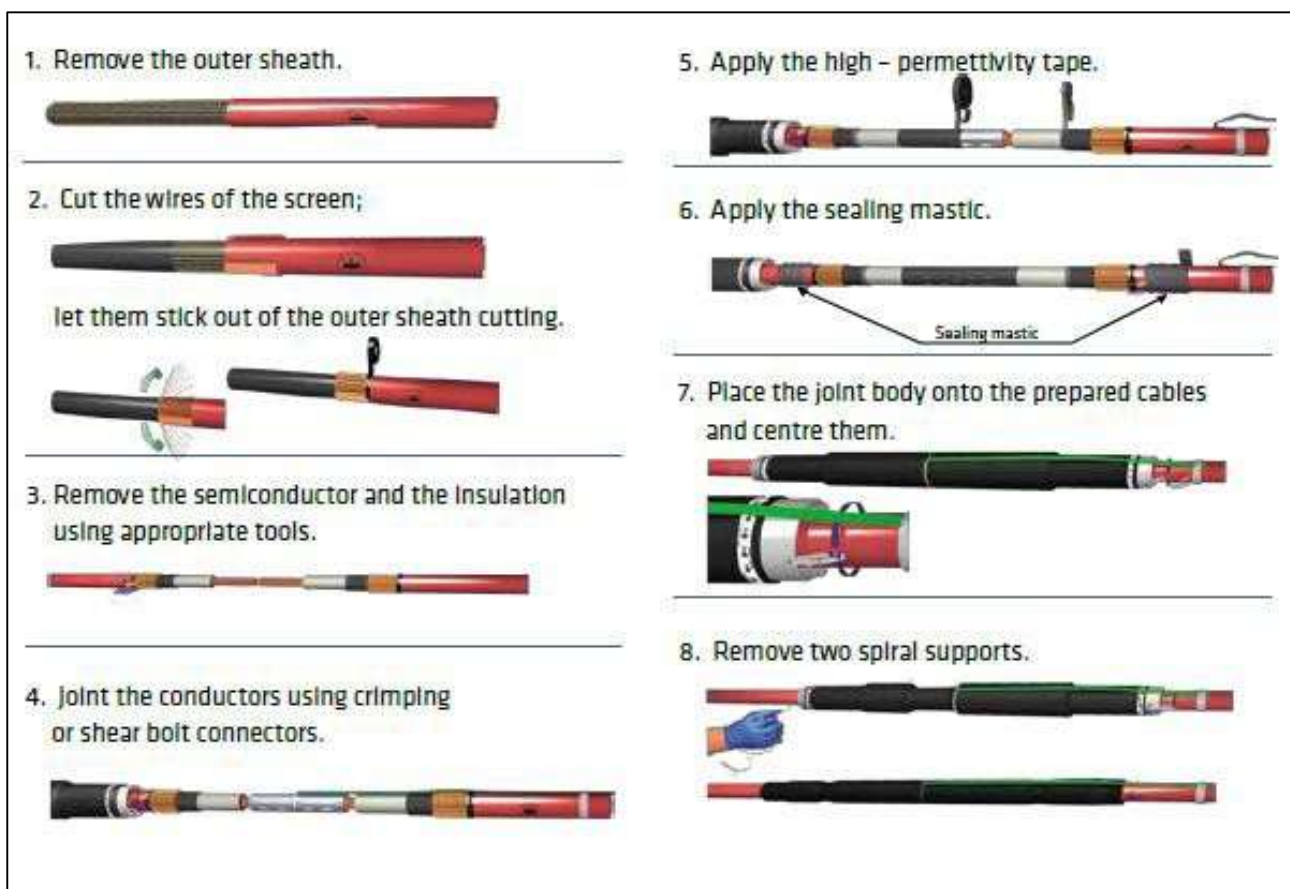 1. Remove the outer sheath.
2. Cut the wires of the screen;
let them stick out of the outer sheath cutting.
3. Remove the semiconductor and the insulation
using appropriate tools.
4. Joint the conductors using crimping
or shear bolt connectors.
5. Apply the high – permettivity tape.
6. Apply the sealing mastic.
Sealing mastic
7. Place the joint body onto the prepared cables
and centre them.
8. Remove two spiral supports.